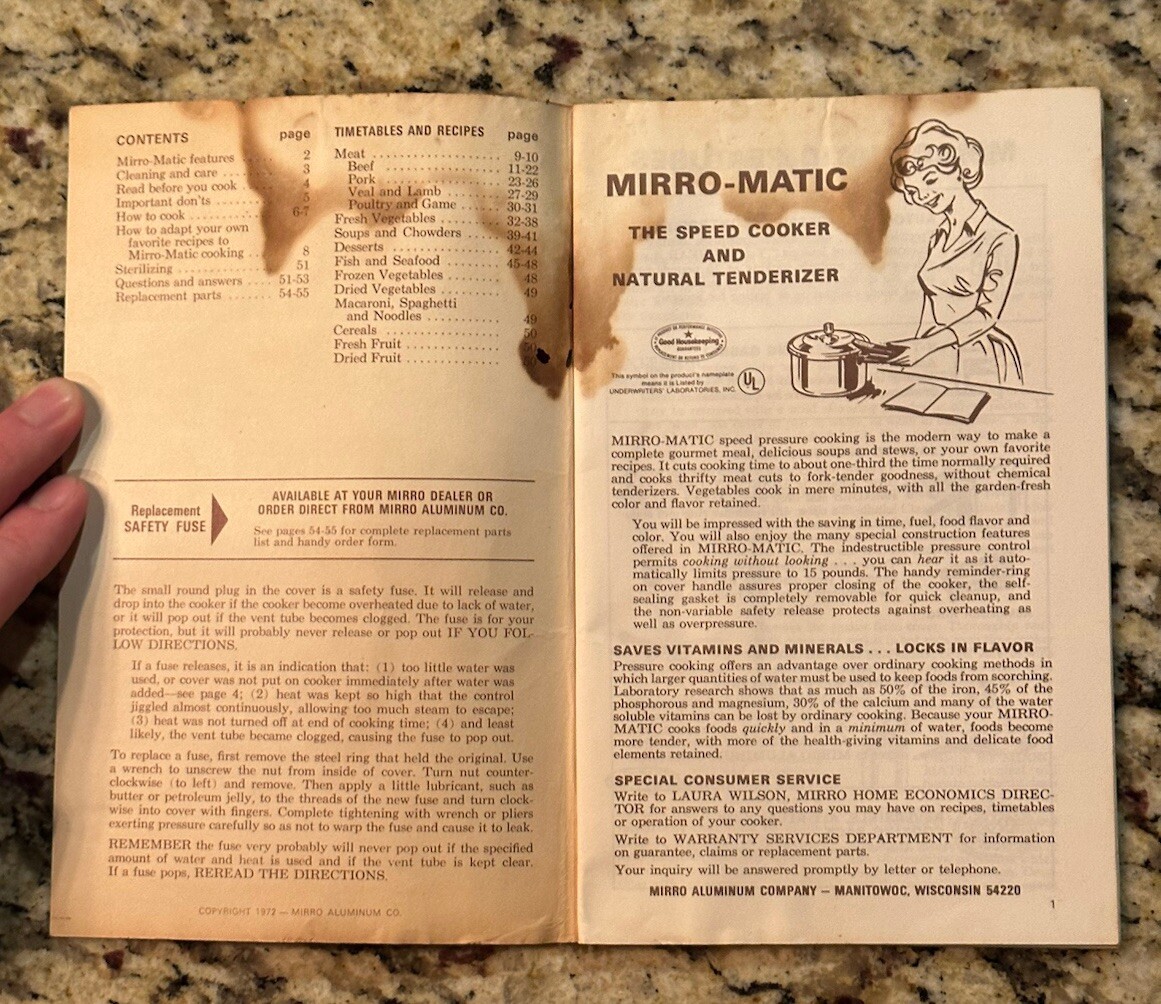 CONTENTS page
Mirro-Matic features ........ 2
Cleaning and care ........ 3
Read before you cook ........ 4
Important don'ts ........ 5
How to cook ........ 6-7
How to adapt your own
favorite recipes to
Mirro-Matic cooking ........ 8
Sterilizing ........ 51
Questions and answers .... 51-53
Replacement parts ....... 54-55
TIMETABLES AND RECIPES page
Meat ........ 9-10
Beef ........ 11-22
Pork ........ 23-26
Veal and Lamb ........ 27-29
Poultry and Game ........ 30-31
Fresh Vegetables ........ 32-38
Soups and Chowders ..... 39-41
Desserts ........ 42-44
Fish and Seafood ........ 45-48
Frozen Vegetables ........ 48
Dried Vegetables ........ 49
Macaroni, Spaghetti
and Noodles ........ 49
Cereals ........ 50
Fresh Fruit ........
Dried Fruit ........
Replacement
SAFETY FUSE
AVAILABLE AT YOUR MIRRO DEALER OR
ORDER DIRECT FROM MIRRO ALUMINUM CO.
See pages 54-55 for complete replacement parts
list and handy order form.
The small round plug in the cover is a safety fuse. It will release and
drop into the cooker if the cooker become overheated due to lack of water,
or it will pop out if the vent tube becomes clogged. The fuse is for your
protection, but it will probably never release or pop out IF YOU FOL-
LOW DIRECTIONS.
If a fuse releases, it is an indication that: (1) too little water was
used, or cover was not put on cooker immediately after water was
added—see page 4; (2) heat was kept so high that the control
jiggled almost continuously, allowing too much steam to escape;
(3) heat was not turned off at end of cooking time; (4) and least
likely, the vent tube became clogged, causing the fuse to pop out.
To replace a fuse, first remove the steel ring that held the original. Use
a wrench to unscrew the nut from inside of cover. Turn nut counter-
clockwise (to left) and remove. Then apply a little lubricant, such as
butter or petroleum jelly, to the threads of the new fuse and turn clock-
wise into cover with fingers. Complete tightening with wrench or pliers
exerting pressure carefully so as not to warp the fuse and cause it to leak.
REMEMBER the fuse very probably will never pop out if the specified
amount of water and heat is used and if the vent tube is kept clear.
If a fuse pops, REREAD THE DIRECTIONS.
COPYRIGHT 1972 — MIRRO ALUMINUM CO.
MIRRO-MATIC
THE SPEED COOKER
AND
NATURAL TENDERIZER
Good Housekeeping
GUARANTEES
This symbol on the product's nameplate
means it is Listed by
UNDERWRITERS' LABORATORIES, INC.
UL
MIRRO-MATIC speed pressure cooking is the modern way to make a
complete gourmet meal, delicious soups and stews, or your own favorite
recipes. It cuts cooking time to about one-third the time normally required
and cooks thrifty meat cuts to fork-tender goodness, without chemical
tenderizers. Vegetables cook in mere minutes, with all the garden-fresh
color and flavor retained.
You will be impressed with the saving in time, fuel, food flavor and
color. You will also enjoy the many special construction features
offered in MIRRO-MATIC. The indestructible pressure control
permits cooking without looking . . . you can hear it as it auto-
matically limits pressure to 15 pounds. The handy reminder-ring
on cover handle assures proper closing of the cooker, the self-
sealing gasket is completely removable for quick cleanup, and
the non-variable safety release protects against overheating as
well as overpressure.
SAVES VITAMINS AND MINERALS . . . LOCKS IN FLAVOR
Pressure cooking offers an advantage over ordinary cooking methods in
which larger quantities of water must be used to keep foods from scorching.
Laboratory research shows that as much as 50% of the iron, 45% of the
phosphorous and magnesium, 30% of the calcium and many of the water
soluble vitamins can be lost by ordinary cooking. Because your MIRRO-
MATIC cooks foods quickly and in a minimum of water, foods become
more tender, with more of the health-giving vitamins and delicate food
elements retained.
SPECIAL CONSUMER SERVICE
Write to LAURA WILSON, MIRRO HOME ECONOMICS DIREC-
TOR for answers to any questions you may have on recipes, timetables
or operation of your cooker.
Write to WARRANTY SERVICES DEPARTMENT for information
on guarantee, claims or replacement parts.
Your inquiry will be answered promptly by letter or telephone.
MIRRO ALUMINUM COMPANY — MANITOWOC, WISCONSIN 54220
1